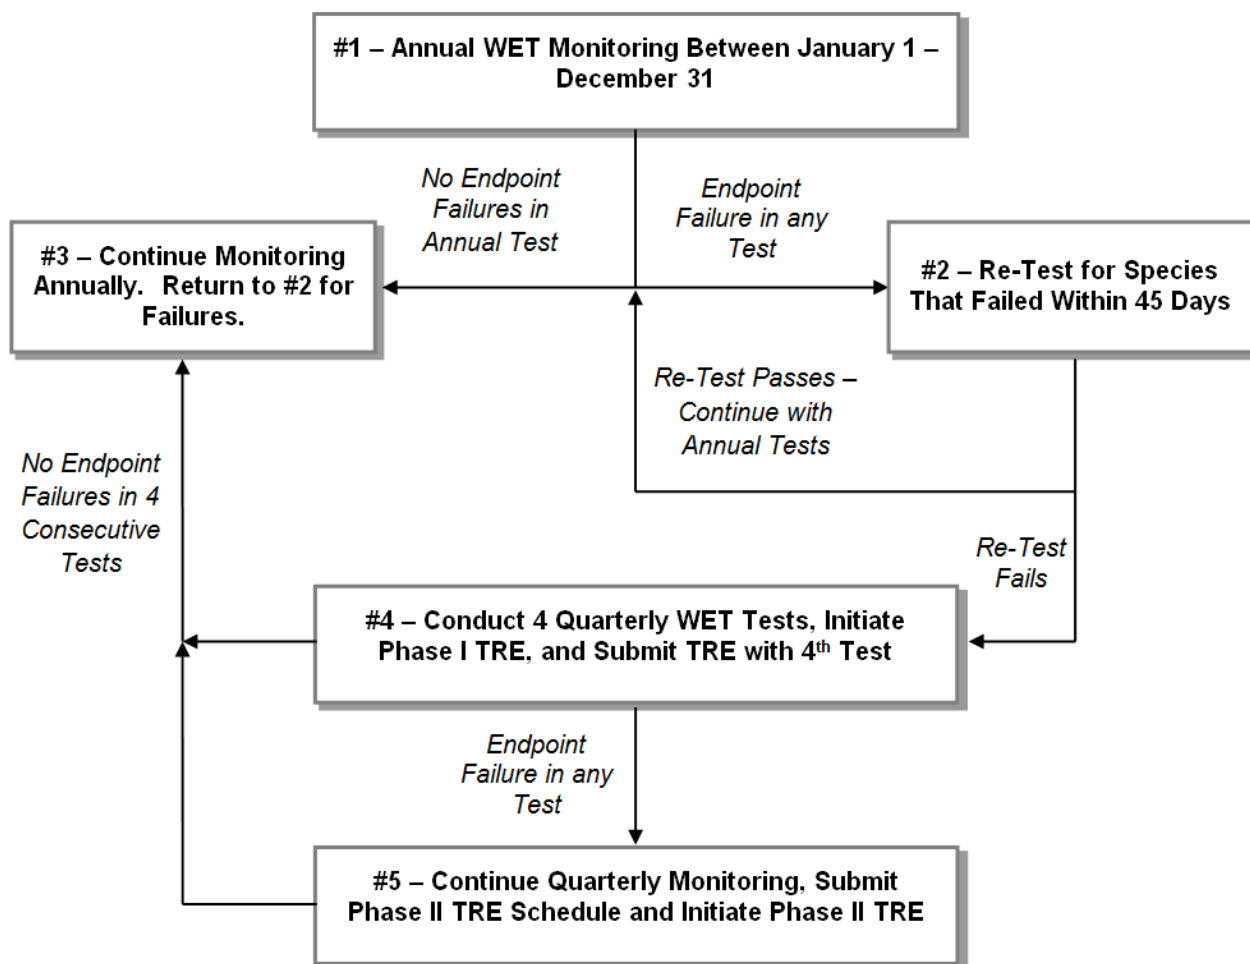 #1 – Annual WET Monitoring Between January 1 –
December 31
No Endpoint
Failures in
Annual Test
Endpoint
Failure in any
Test
#3 – Continue Monitoring
Annually.  Return to #2 for
Failures.
#2 – Re-Test for Species
That Failed Within 45 Days
Re-Test Passes –
Continue with
Annual Tests
No Endpoint
Failures in 4
Consecutive
Tests
Re-Test
Fails
#4 – Conduct 4 Quarterly WET Tests, Initiate
Phase I TRE, and Submit TRE with 4th Test
Endpoint
Failure in any
Test
#5 – Continue Quarterly Monitoring, Submit
Phase II TRE Schedule and Initiate Phase II TRE